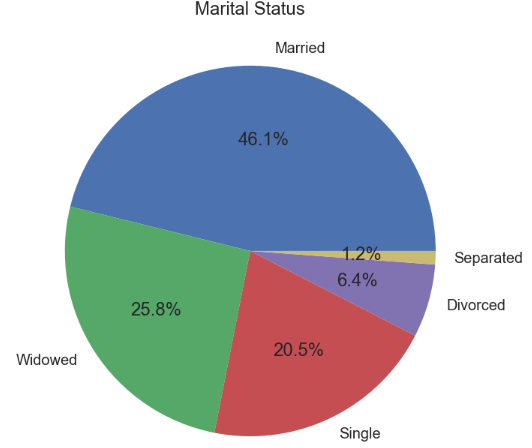 Marital Status
Married
46.1%
1.2%
Separated
6.4%
Divorced
25.8%
Widowed
20.5%
Single